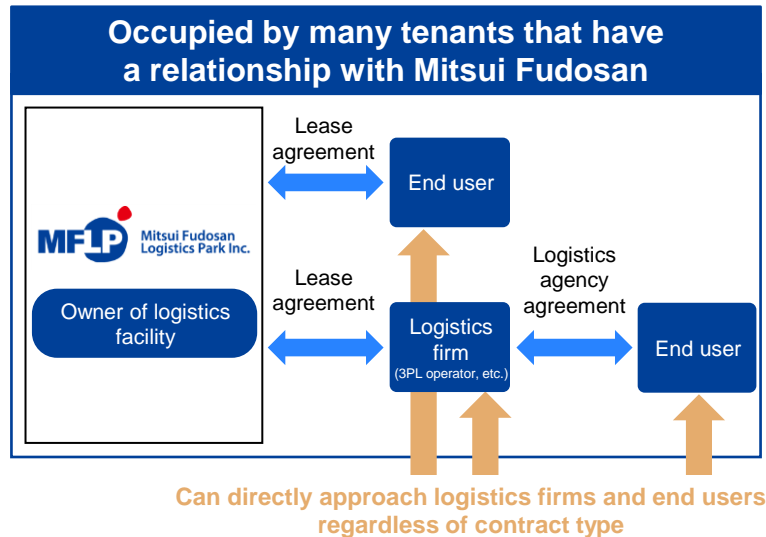 Occupied by many tenants that have
a relationship with Mitsui Fudosan
Lease
agreement
End user
MFLP
Mitsui Fudosan
Logistics Park Inc.
Owner of logistics
facility
Lease
agreement
Logistics
firm
(3PL operator, etc.)
Logistics
agency
agreement
End user
Can directly approach logistics firms and end users
regardless of contract type